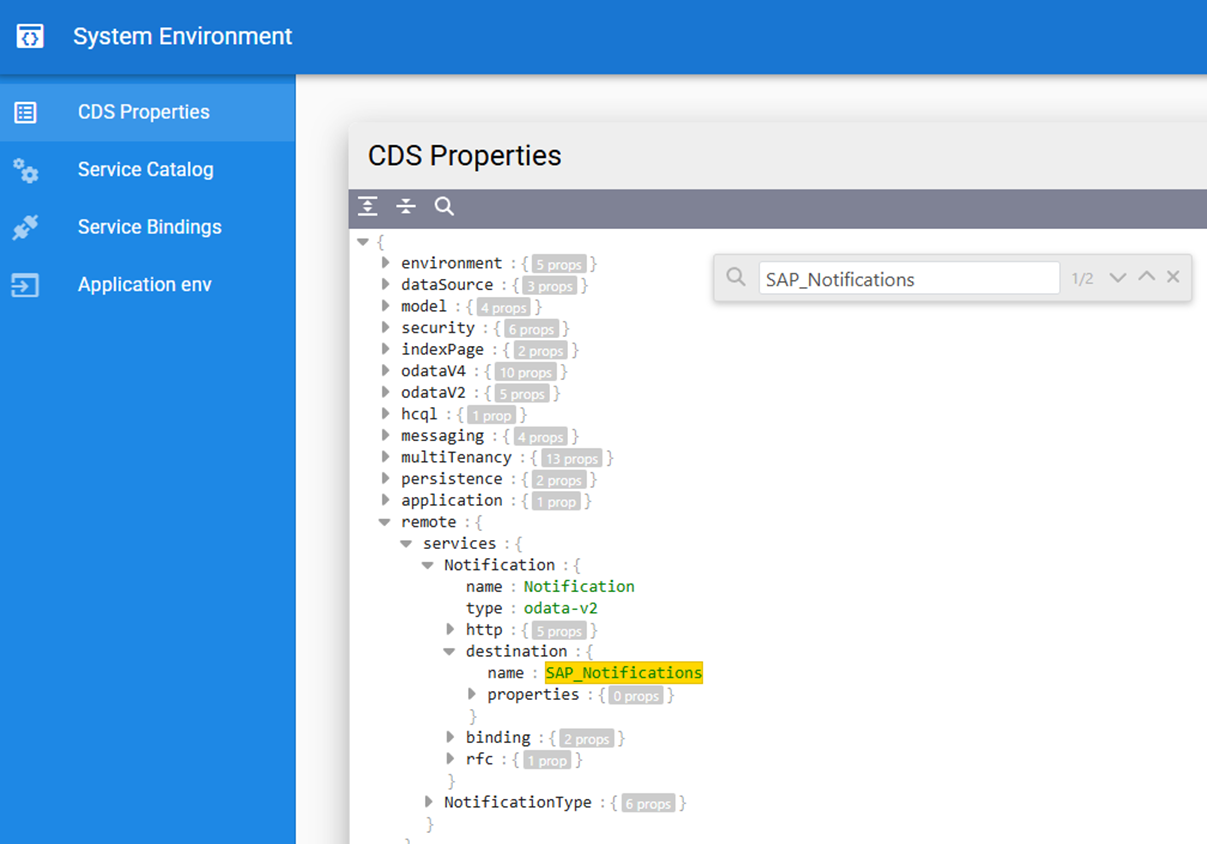 System Environment
CDS Properties
Service Catalog
Service Bindings
Application env
CDS Properties
SAP_Notifications 1/2
{
environment : { 5 props }
dataSource : { 3 props }
model : { 4 props }
security : { 6 props }
indexPage : { 2 props }
odataV4 : { 10 props }
odataV2 : { 5 props }
hcql : { 1 prop }
messaging : { 4 props }
multiTenancy : { 13 props }
persistence : { 2 props }
application : { 1 prop }
remote : {
services : {
Notification : {
name : Notification
type : odata-v2
http : { 5 props }
destination : {
name : SAP_Notifications
properties : { 0 props }
}
binding : { 2 props }
rfc : { 1 prop }
}
NotificationType : { 6 props }
}
}